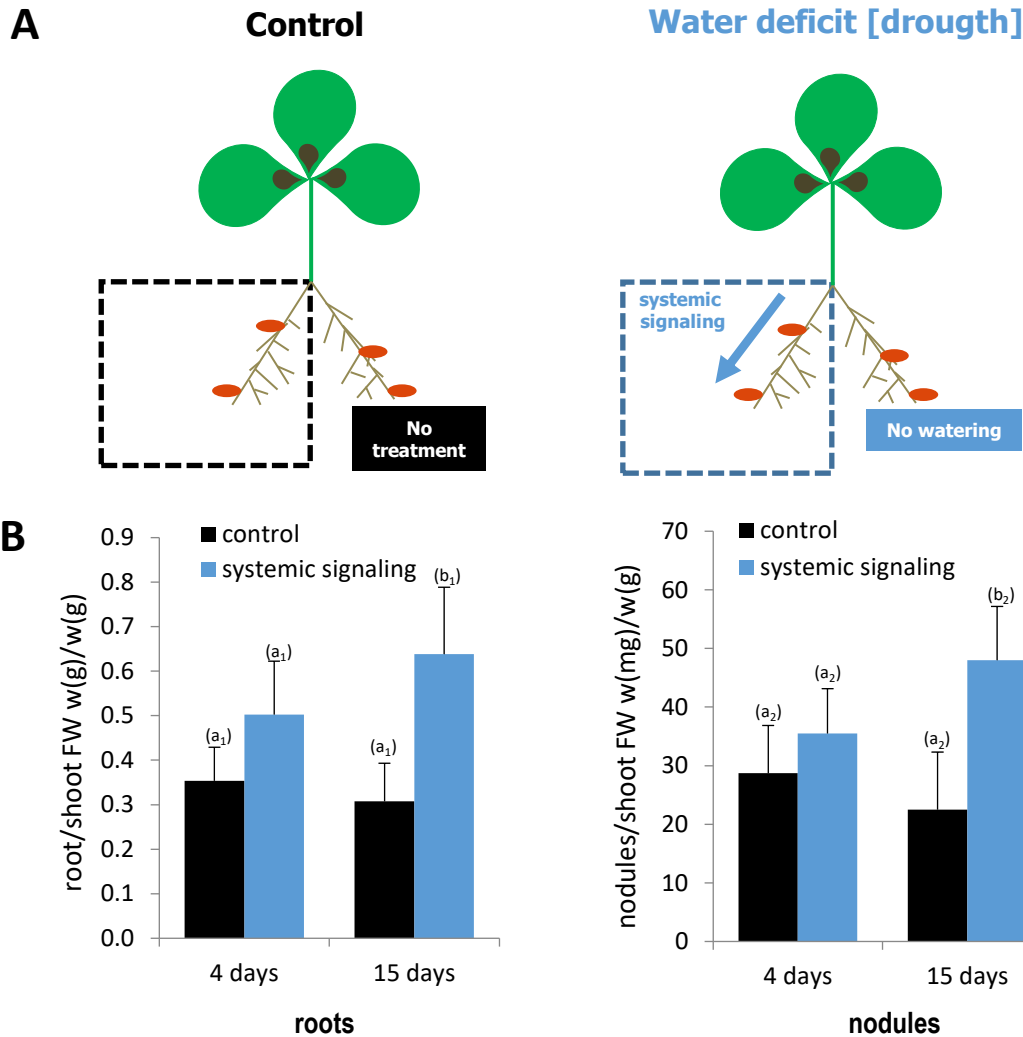 A
Control
Water deficit [drougth]
systemic
signaling
No
treatment
No watering
B
root/shoot FW w(g)/w(g)
0.9
0.8
0.7
0.6
0.5
0.4
0.3
0.2
0.1
0.0
control
systemic signaling
(a₁)
(a₁)
(a₁)
(b₁)
4 days
15 days
roots
nodules/shoot FW w(mg)/w(g)
70
60
50
40
30
20
10
0
control
systemic signaling
(a₂)
(a₂)
(a₂)
(b₂)
4 days
15 days
nodules